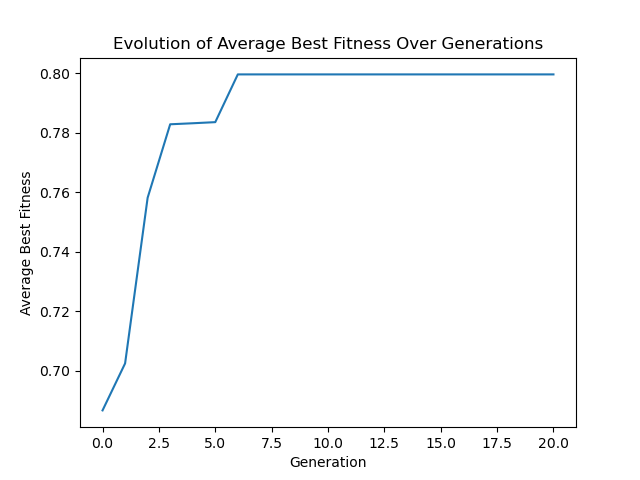 Evolution of Average Best Fitness Over Generations
0.80
0.78
0.76
0.74
0.72
0.70
Average Best Fitness
0.0 2.5 5.0 7.5 10.0 12.5 15.0 17.5 20.0
Generation